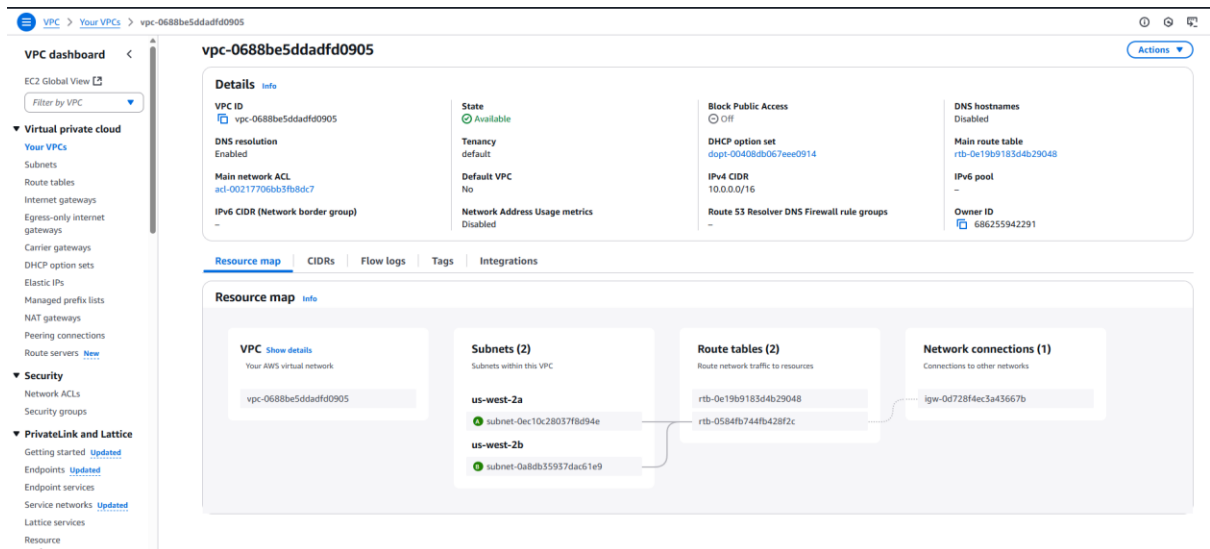 VPC > Your VPCs > vpc-0688be5ddadfd0905
VPC dashboard
EC2 Global View
Filter by VPC
Virtual private cloud
Your VPCs
Subnets
Route tables
Internet gateways
Egress-only internet
gateways
Carrier gateways
DHCP option sets
Elastic IPs
Managed prefix lists
NAT gateways
Peering connections
Route servers New
Security
Network ACLs
Security groups
PrivateLink and Lattice
Getting started Updated
Endpoints Updated
Endpoint services
Service networks Updated
Lattice services
Resource
vpc-0688be5ddadfd0905
Actions
Details Info
VPC ID
vpc-0688be5ddadfd0905
State
Available
Block Public Access
Off
DNS hostnames
Disabled
DNS resolution
Enabled
Tenancy
default
DHCP option set
dopt-00408db067eee0914
Main route table
rtb-0e19b9183d4b29048
Main network ACL
acl-00217706bb3fb8dc7
Default VPC
No
IPv4 CIDR
10.0.0.0/16
IPv6 pool
–
IPv6 CIDR (Network border group)
–
Network Address Usage metrics
Disabled
Route 53 Resolver DNS Firewall rule groups
–
Owner ID
686255942291
Resource map
CIDRs
Flow logs
Tags
Integrations
Resource map Info
VPC Show details
Your AWS virtual network
vpc-0688be5ddadfd0905
Subnets (2)
Subnets within this VPC
us-west-2a
A subnet-0ec10c28037f8d94e
us-west-2b
B subnet-0a8db35937dac61e9
Route tables (2)
Route network traffic to resources
rtb-0e19b9183d4b29048
rtb-0584fb744fb428f2c
Network connections (1)
Connections to other networks
igw-0d728f4ec3a43667b